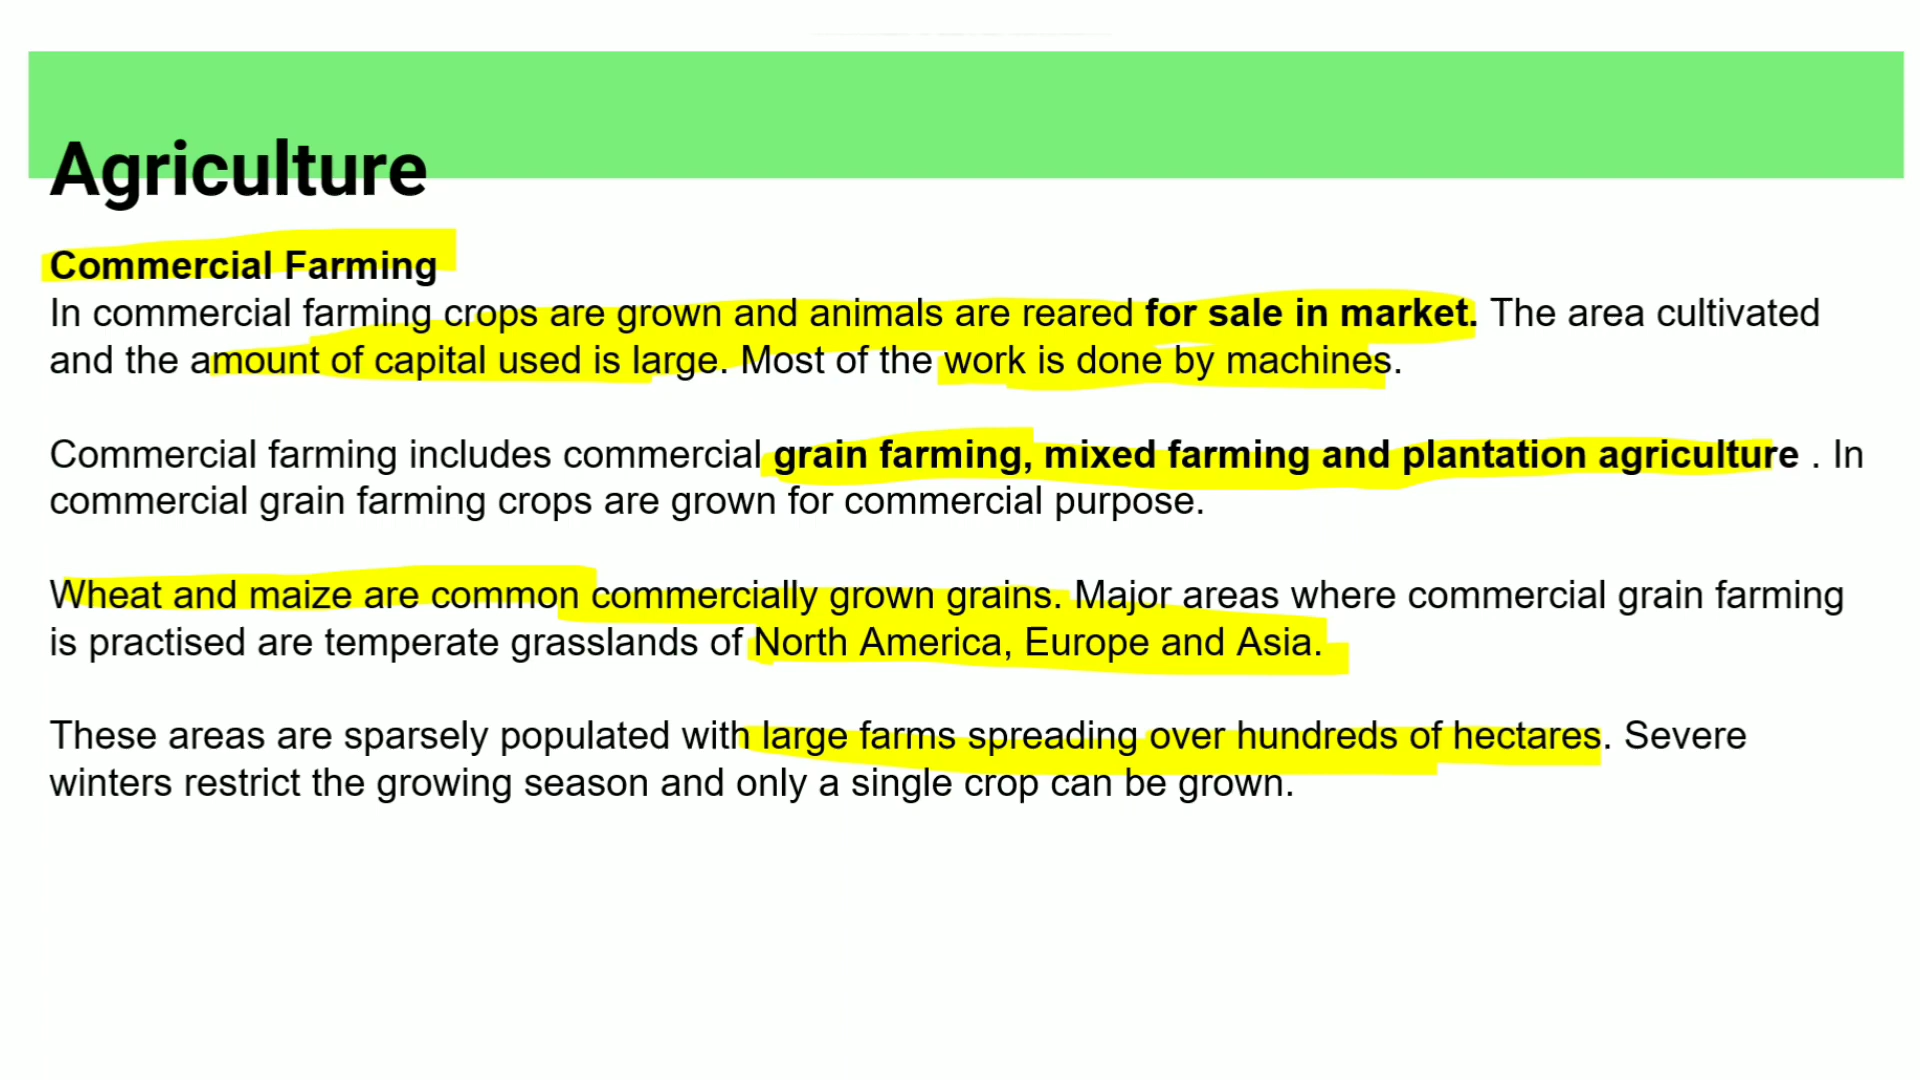 Agriculture
Commercial Farming
In commercial farming crops are grown and animals are reared for sale in market. The area cultivated
and the amount of capital used is large. Most of the work is done by machines.
Commercial farming includes commercial grain farming, mixed farming and plantation agriculture . In
commercial grain farming crops are grown for commercial purpose.
Wheat and maize are common commercially grown grains. Major areas where commercial grain farming
is practised are temperate grasslands of North America, Europe and Asia.
These areas are sparsely populated with large farms spreading over hundreds of hectares. Severe
winters restrict the growing season and only a single crop can be grown.